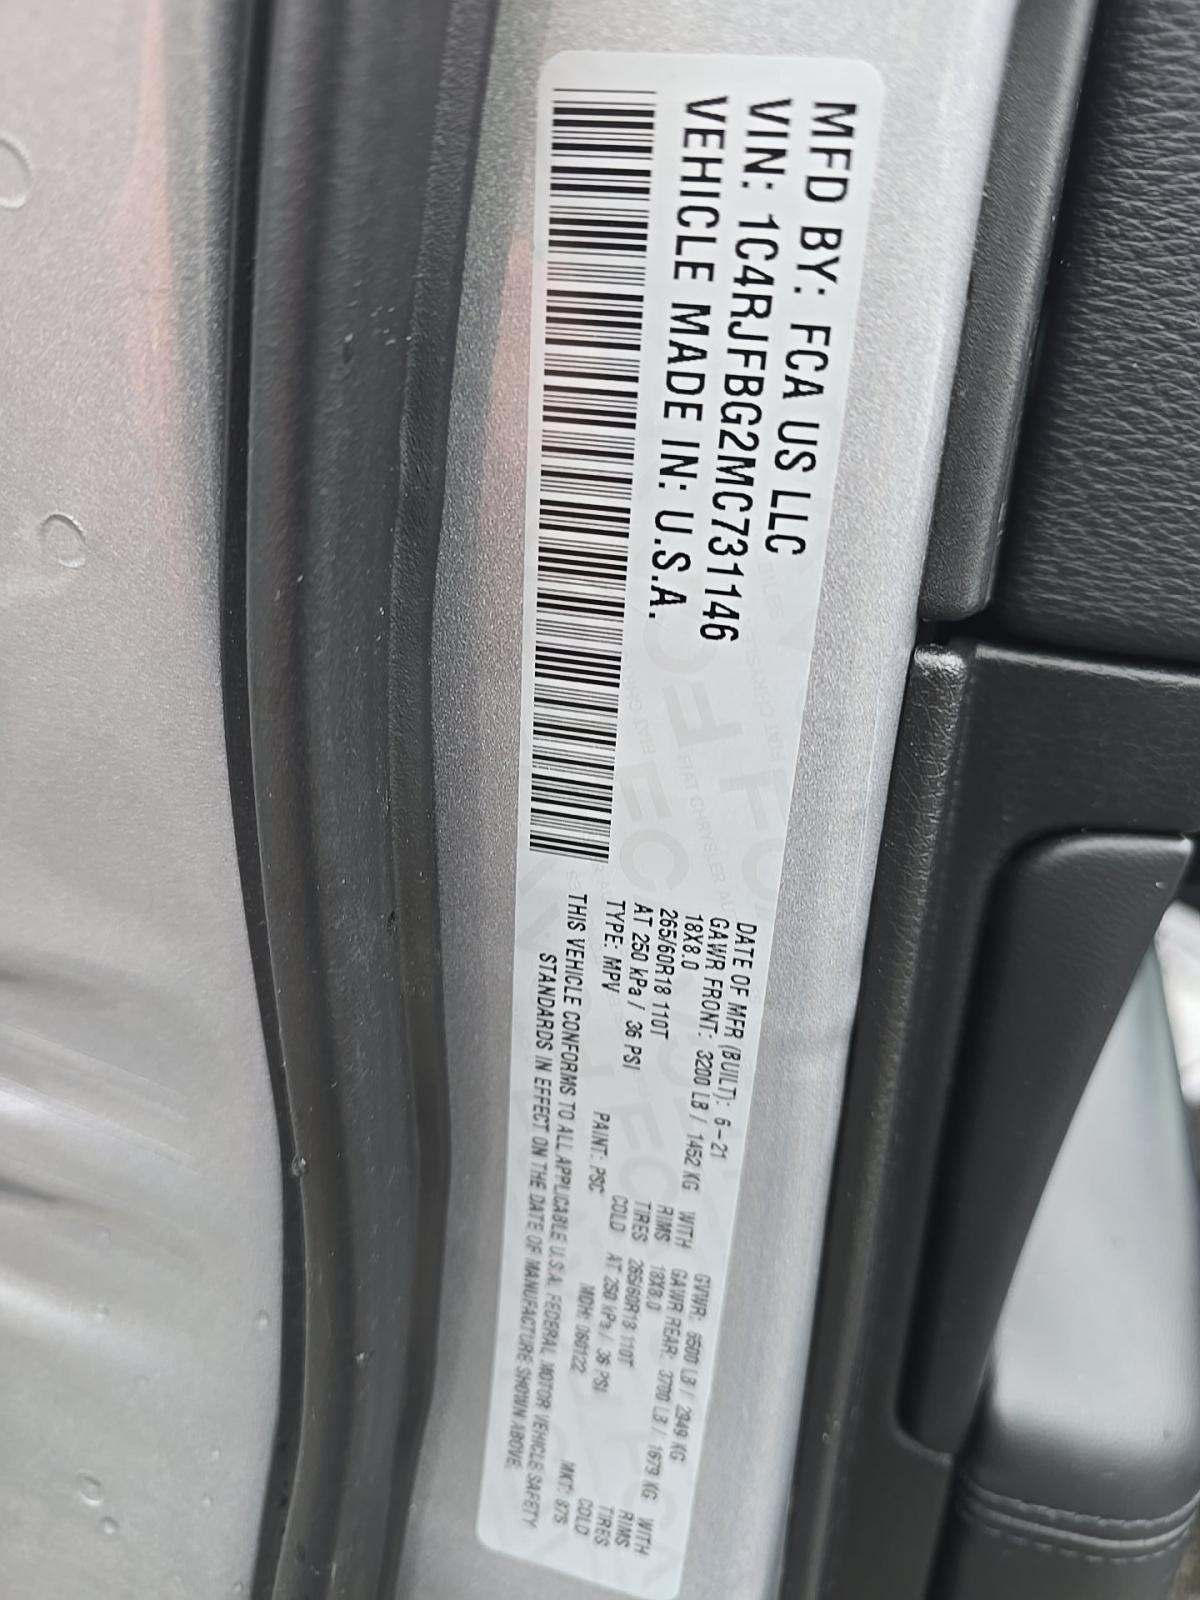 MFD BY: FCA US LLC
VIN: 1C4RJFBG2MC731146
VEHICLE MADE IN: U.S.A.
DATE OF MFR (BUILT): 6-21 GVWR: 6500 LB / 2949 KG
GAWR FRONT: 3200 LB / 1452 KG WITH GAWR REAR: 3700 LB / 1679 KG WITH
18X8.0 RIMS 18X8.0 RIMS
265/60R18 110T TIRES 265/60R18 110T TIRES
AT 250 kPa / 36 PSI COLD AT 250 kPa / 36 PSI COLD
TYPE: MPV PAINT: PSC MDH: 060122 MKT:
THIS VEHICLE CONFORMS TO ALL APPLICABLE U.S.A. FEDERAL MOTOR VEHICLE SAFETY
STANDARDS IN EFFECT ON THE DATE OF MANUFACTURE SHOWN ABOVE.